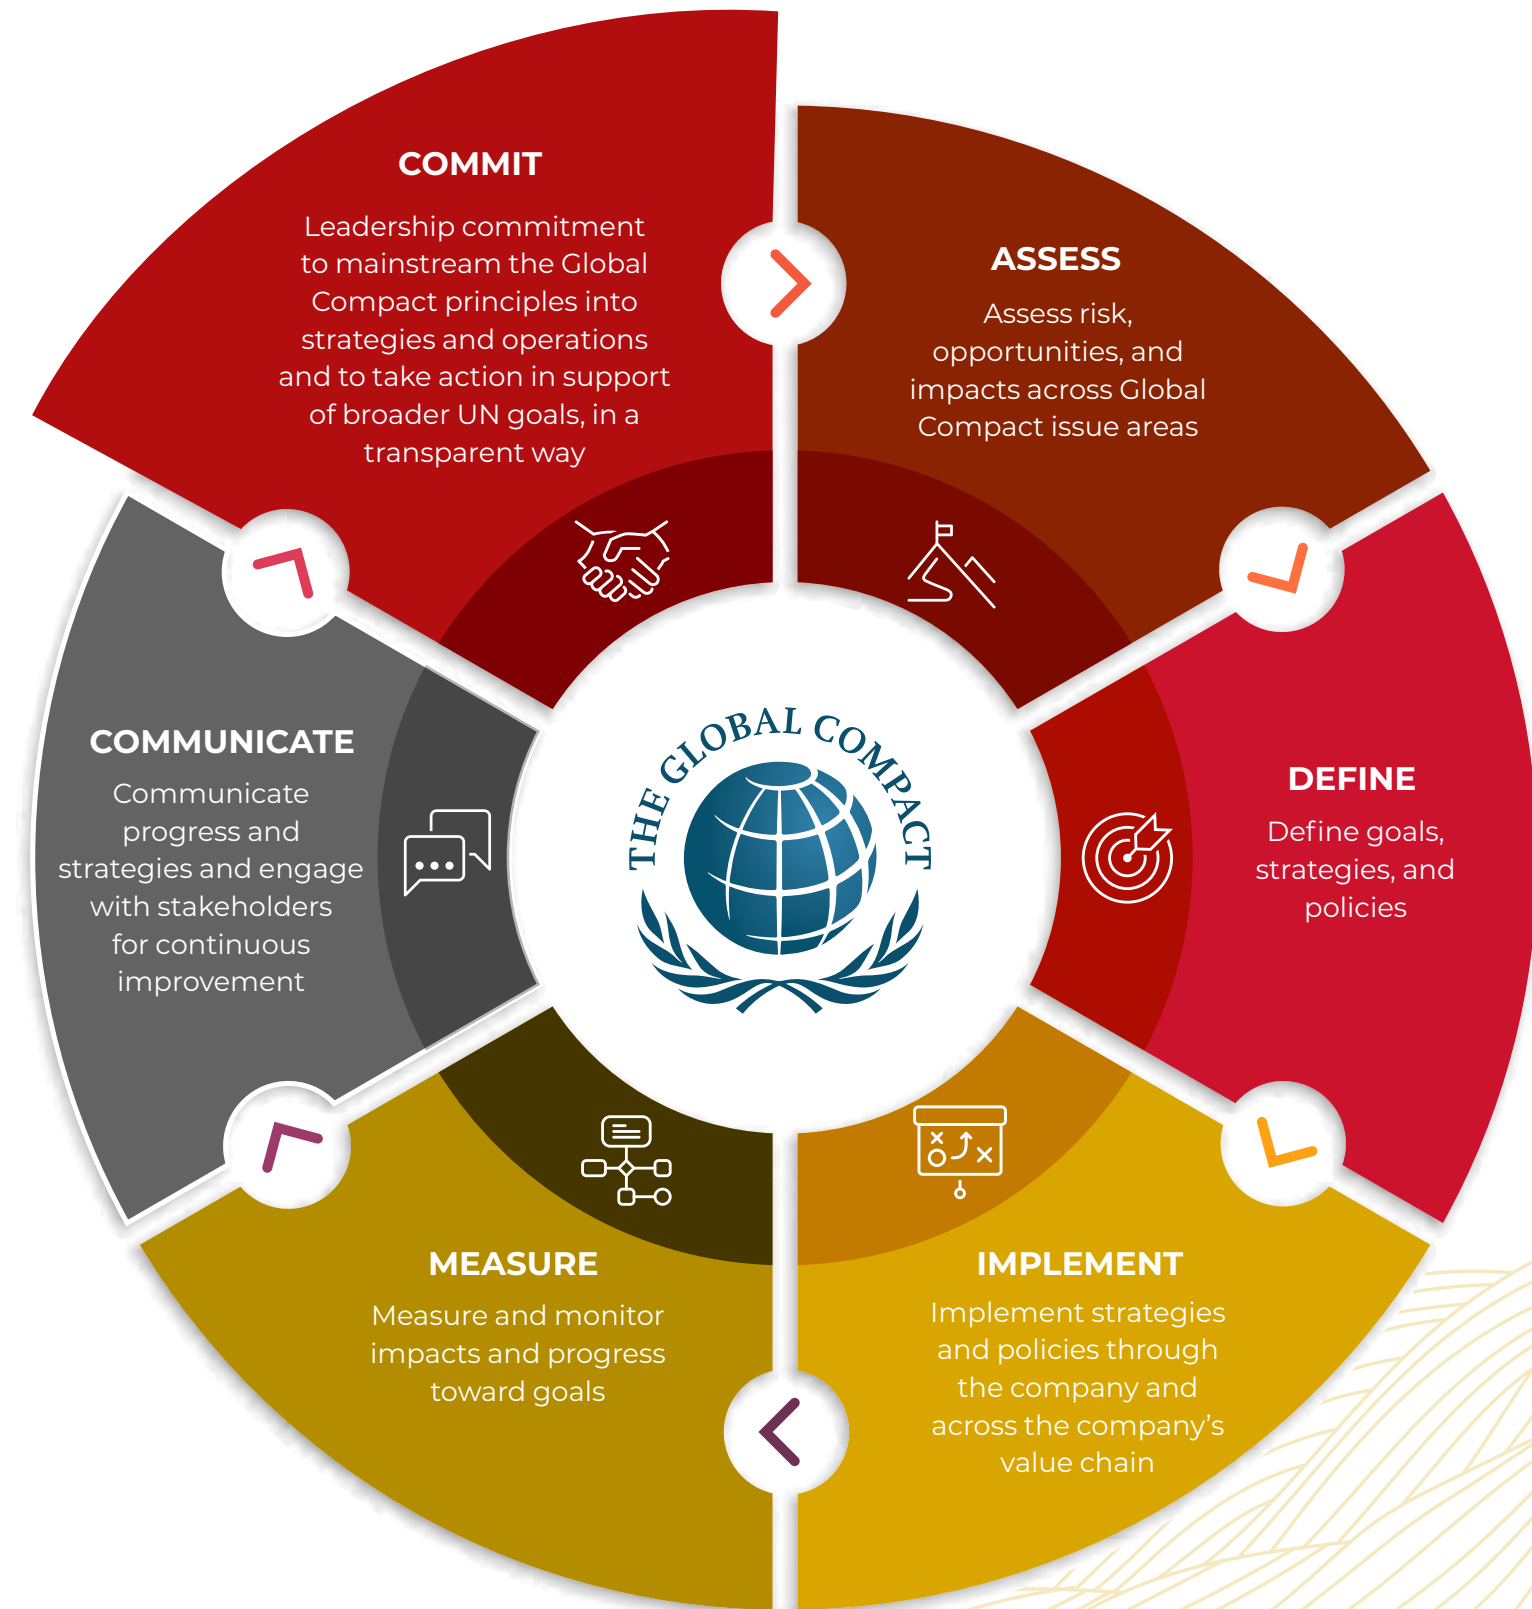 COMMIT
Leadership commitment
to mainstream the Global
Compact principles into
strategies and operations
and to take action in support
of broader UN goals, in a
transparent way
ASSESS
Assess risk,
opportunities, and
impacts across Global
Compact issue areas
DEFINE
Define goals,
strategies, and
policies
IMPLEMENT
Implement strategies
and policies through
the company and
across the company’s
value chain
MEASURE
Measure and monitor
impacts and progress
toward goals
COMMUNICATE
Communicate
progress and
strategies and engage
with stakeholders
for continuous
improvement
THE GLOBAL COMPACT